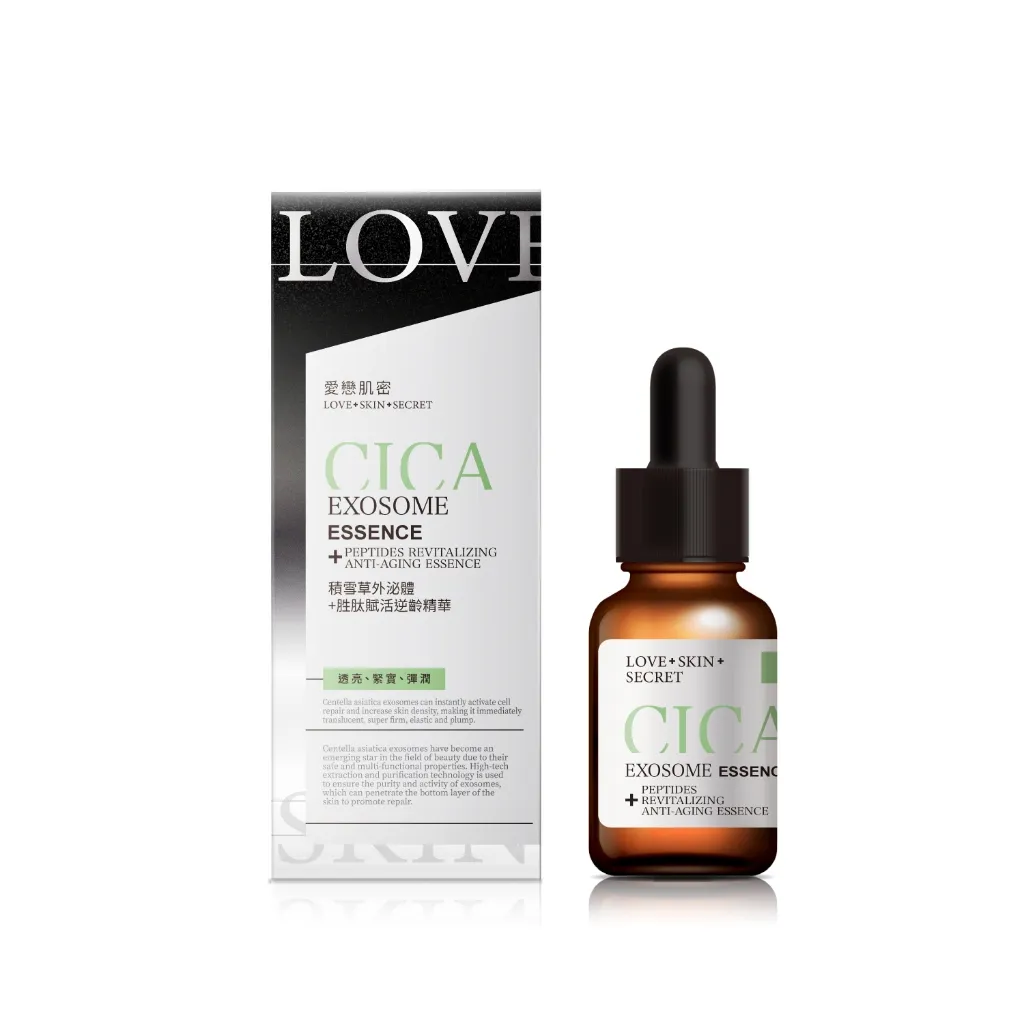 LOVE
愛戀肌密
LOVE+SKIN+SECRET
CICA
EXOSOME
ESSENCE
+PEPTIDES REVITALIZING
ANTI-AGING ESSENCE
積雪草外泌體
+胜肽賦活逆齡精華
透亮、緊實、彈潤
Centella asiatica exosomes can instantly activate cell
repair and increase skin density, making it immediately
translucent, super firm, elastic and plump.
Centella asiatica exosomes have become an
emerging star in the field of beauty due to their
safe and multi-functional properties. High-tech
extraction and purification technology is used
to ensure the purity and activity of exosomes,
which can penetrate the bottom layer of the
skin to promote repair.
SKIN
LOVE+SKIN+
SECRET
CICA
EXOSOME ESSENC
+PEPTIDES
REVITALIZING
ANTI-AGING ESSENCE